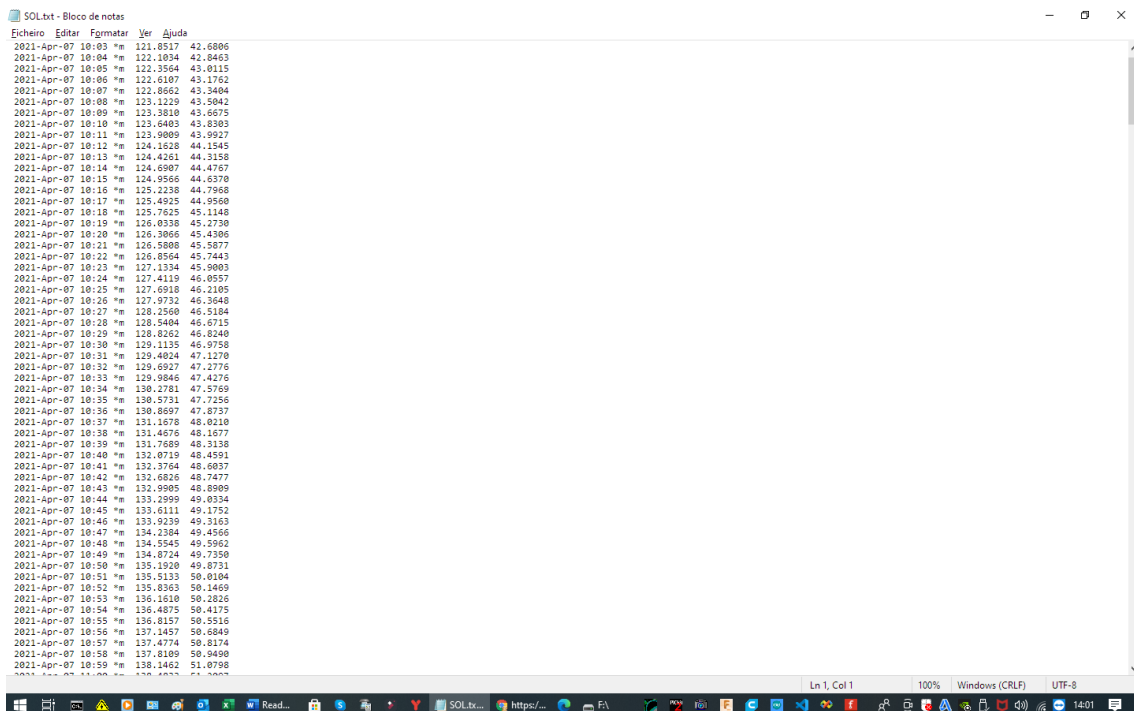 SOL.txt - Bloco de notas
Ficheiro Editar Formatar Ver Ajuda
2021-Apr-07 10:03 *m 121.8517 42.6806
2021-Apr-07 10:04 *m 122.1034 42.8463
2021-Apr-07 10:05 *m 122.3564 43.0115
2021-Apr-07 10:06 *m 122.6107 43.1762
2021-Apr-07 10:07 *m 122.8662 43.3404
2021-Apr-07 10:08 *m 123.1229 43.5042
2021-Apr-07 10:09 *m 123.3810 43.6675
2021-Apr-07 10:10 *m 123.6403 43.8303
2021-Apr-07 10:11 *m 123.9009 43.9927
2021-Apr-07 10:12 *m 124.1628 44.1545
2021-Apr-07 10:13 *m 124.4261 44.3158
2021-Apr-07 10:14 *m 124.6907 44.4767
2021-Apr-07 10:15 *m 124.9566 44.6370
2021-Apr-07 10:16 *m 125.2238 44.7968
2021-Apr-07 10:17 *m 125.4925 44.9560
2021-Apr-07 10:18 *m 125.7625 45.1148
2021-Apr-07 10:19 *m 126.0338 45.2730
2021-Apr-07 10:20 *m 126.3066 45.4306
2021-Apr-07 10:21 *m 126.5808 45.5877
2021-Apr-07 10:22 *m 126.8564 45.7443
2021-Apr-07 10:23 *m 127.1334 45.9003
2021-Apr-07 10:24 *m 127.4119 46.0557
2021-Apr-07 10:25 *m 127.6918 46.2105
2021-Apr-07 10:26 *m 127.9732 46.3648
2021-Apr-07 10:27 *m 128.2560 46.5184
2021-Apr-07 10:28 *m 128.5404 46.6715
2021-Apr-07 10:29 *m 128.8262 46.8240
2021-Apr-07 10:30 *m 129.1135 46.9758
2021-Apr-07 10:31 *m 129.4024 47.1270
2021-Apr-07 10:32 *m 129.6927 47.2776
2021-Apr-07 10:33 *m 129.9846 47.4276
2021-Apr-07 10:34 *m 130.2781 47.5769
2021-Apr-07 10:35 *m 130.5731 47.7256
2021-Apr-07 10:36 *m 130.8697 47.8737
2021-Apr-07 10:37 *m 131.1678 48.0210
2021-Apr-07 10:38 *m 131.4676 48.1677
2021-Apr-07 10:39 *m 131.7689 48.3138
2021-Apr-07 10:40 *m 132.0719 48.4591
2021-Apr-07 10:41 *m 132.3764 48.6037
2021-Apr-07 10:42 *m 132.6826 48.7477
2021-Apr-07 10:43 *m 132.9905 48.8909
2021-Apr-07 10:44 *m 133.2999 49.0334
2021-Apr-07 10:45 *m 133.6111 49.1752
2021-Apr-07 10:46 *m 133.9239 49.3163
2021-Apr-07 10:47 *m 134.2384 49.4566
2021-Apr-07 10:48 *m 134.5545 49.5962
2021-Apr-07 10:49 *m 134.8724 49.7350
2021-Apr-07 10:50 *m 135.1920 49.8731
2021-Apr-07 10:51 *m 135.5133 50.0104
2021-Apr-07 10:52 *m 135.8363 50.1469
2021-Apr-07 10:53 *m 136.1610 50.2826
2021-Apr-07 10:54 *m 136.4875 50.4175
2021-Apr-07 10:55 *m 136.8157 50.5516
2021-Apr-07 10:56 *m 137.1457 50.6849
2021-Apr-07 10:57 *m 137.4774 50.8174
2021-Apr-07 10:58 *m 137.8109 50.9490
2021-Apr-07 10:59 *m 138.1462 51.0798
Ln 1, Col 1 100% Windows (CRLF) UTF-8
Read... SOL.tx... https:/... F:\ 14:01